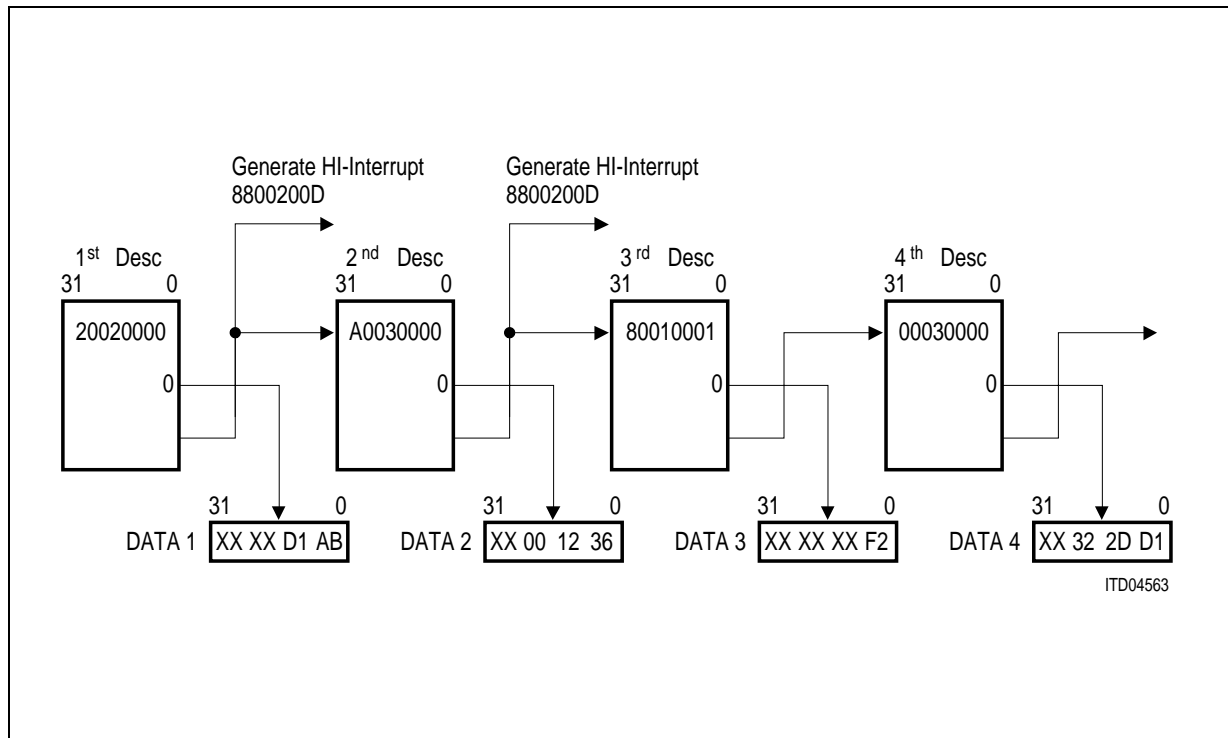 Generate HI-Interrupt
8800200D
Generate HI-Interrupt
8800200D
1st Desc
31 0
20020000
0
2nd Desc
31 0
A0030000
0
3rd Desc
31 0
80010001
0
4th Desc
31 0
00030000
0
31 0
DATA 1 XX XX D1 AB
31 0
DATA 2 XX 00 12 36
31 0
DATA 3 XX XX XX F2
31 0
DATA 4 XX 32 2D D1
ITD04563